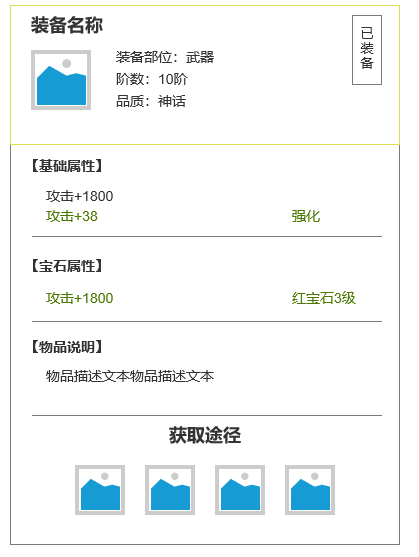 装备名称
已装备
装备部位：武器
阶数：10阶
品质：神话
【基础属性】
攻击+1800
攻击+38 强化
【宝石属性】
攻击+1800 红宝石3级
【物品说明】
物品描述文本物品描述文本
获取途径